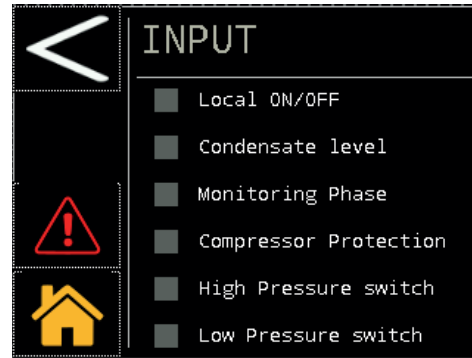 INPUT
Local ON/OFF
Condensate level
Monitoring Phase
Compressor Protection
High Pressure switch
Low Pressure switch